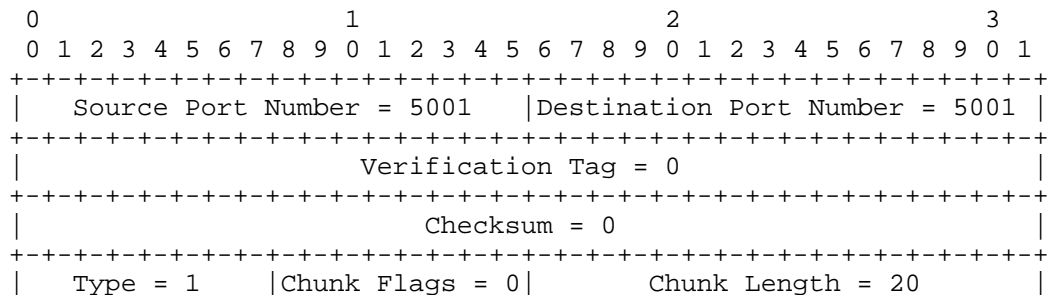 0                   1                   2                   3
 0 1 2 3 4 5 6 7 8 9 0 1 2 3 4 5 6 7 8 9 0 1 2 3 4 5 6 7 8 9 0 1
+-+-+-+-+-+-+-+-+-+-+-+-+-+-+-+-+-+-+-+-+-+-+-+-+-+-+-+-+-+-+-+-+
|   Source Port Number = 5001   |Destination Port Number = 5001 |
+-+-+-+-+-+-+-+-+-+-+-+-+-+-+-+-+-+-+-+-+-+-+-+-+-+-+-+-+-+-+-+-+
|                     Verification Tag = 0                      |
+-+-+-+-+-+-+-+-+-+-+-+-+-+-+-+-+-+-+-+-+-+-+-+-+-+-+-+-+-+-+-+-+
|                         Checksum = 0                          |
+-+-+-+-+-+-+-+-+-+-+-+-+-+-+-+-+-+-+-+-+-+-+-+-+-+-+-+-+-+-+-+-+
|   Type = 1    |Chunk Flags = 0|       Chunk Length = 20       |